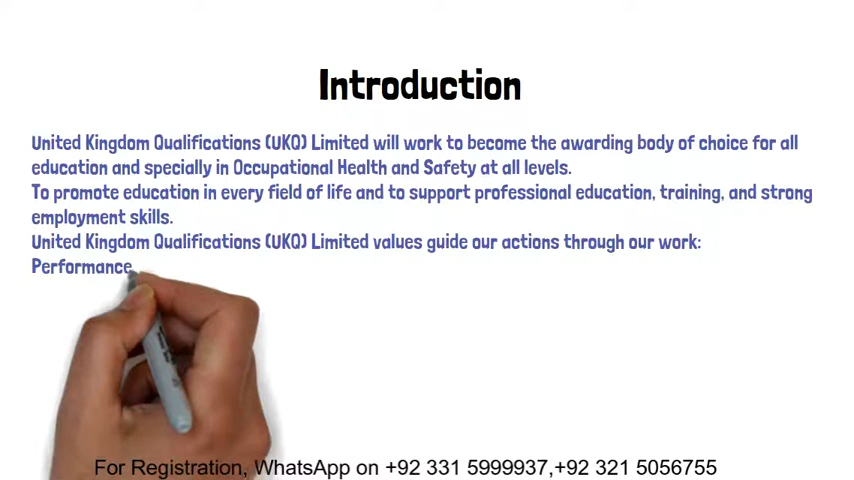 Introduction
United Kingdom Qualifications (UKQ) Limited will work to become the awarding body of choice for all
education and specially in Occupational Health and Safety at all levels.
To promote education in every field of life and to support professional education, training, and strong
employment skills.
United Kingdom Qualifications (UKQ) Limited values guide our actions through our work:
Performance
For Registration, WhatsApp on +92 331 5999937,+92 321 5056755